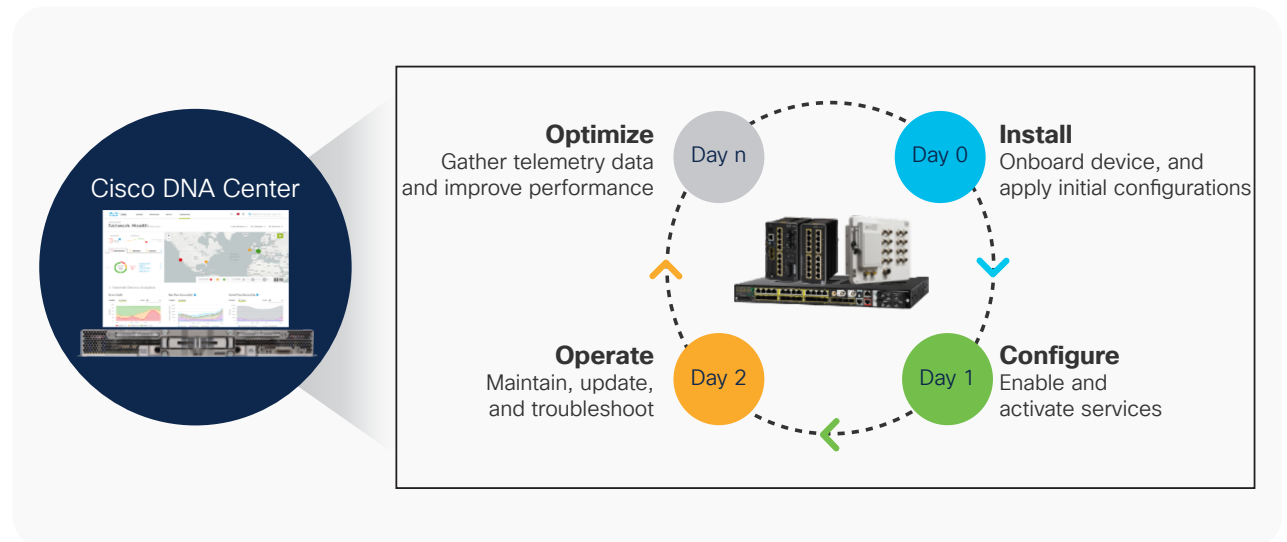 Cisco DNA Center
Optimize
Gather telemetry data
and improve performance
Day n
Day 0
Install
Onboard device, and
apply initial configurations
Operate
Maintain, update,
and troubleshoot
Day 2
Day 1
Configure
Enable and
activate services